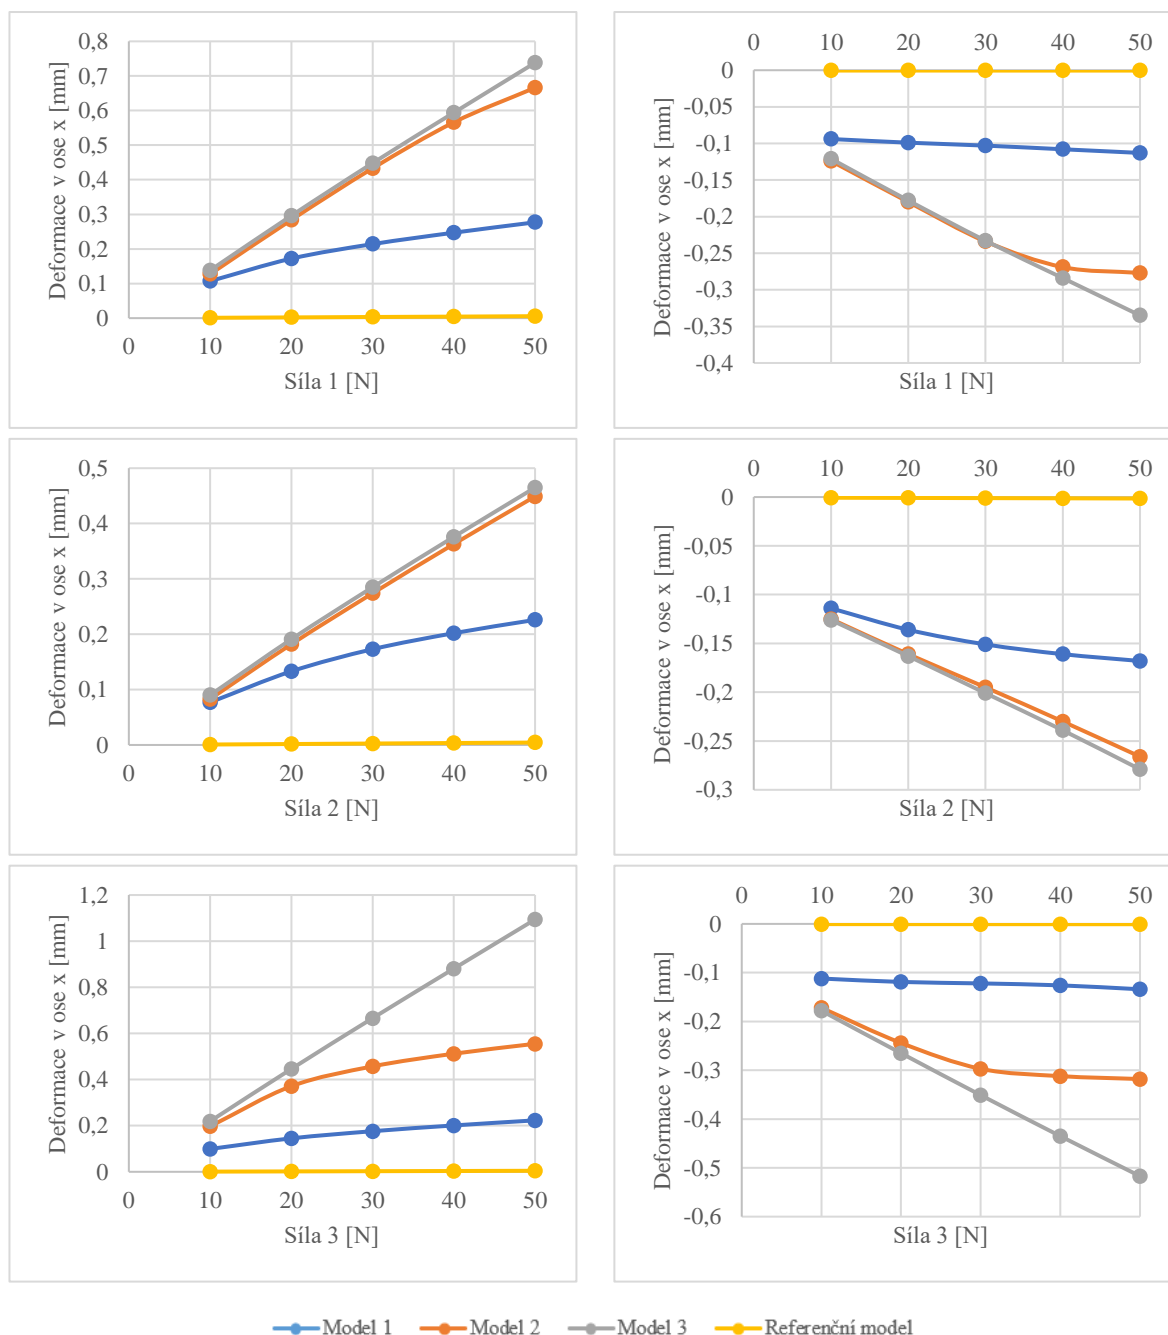 0,8
0,7
0,6
0,5
0,4
0,3
0,2
0,1
0
0 10 20 30 40 50
Deformace v ose x [mm]
Síla 1 [N]
0 10 20 30 40 50
0
-0,05
-0,1
-0,15
-0,2
-0,25
-0,3
-0,35
-0,4
Deformace v ose x [mm]
Síla 1 [N]
0,5
0,4
0,3
0,2
0,1
0
0 10 20 30 40 50
Deformace v ose x [mm]
Síla 2 [N]
0 10 20 30 40 50
0
-0,05
-0,1
-0,15
-0,2
-0,25
-0,3
Deformace v ose x [mm]
Síla 2 [N]
1,2
1
0,8
0,6
0,4
0,2
0
0 10 20 30 40 50
Deformace v ose x [mm]
Síla 3 [N]
0 10 20 30 40 50
0
-0,1
-0,2
-0,3
-0,4
-0,5
-0,6
Deformace v ose x [mm]
Síla 3 [N]
Model 1 Model 2 Model 3 Referenční model